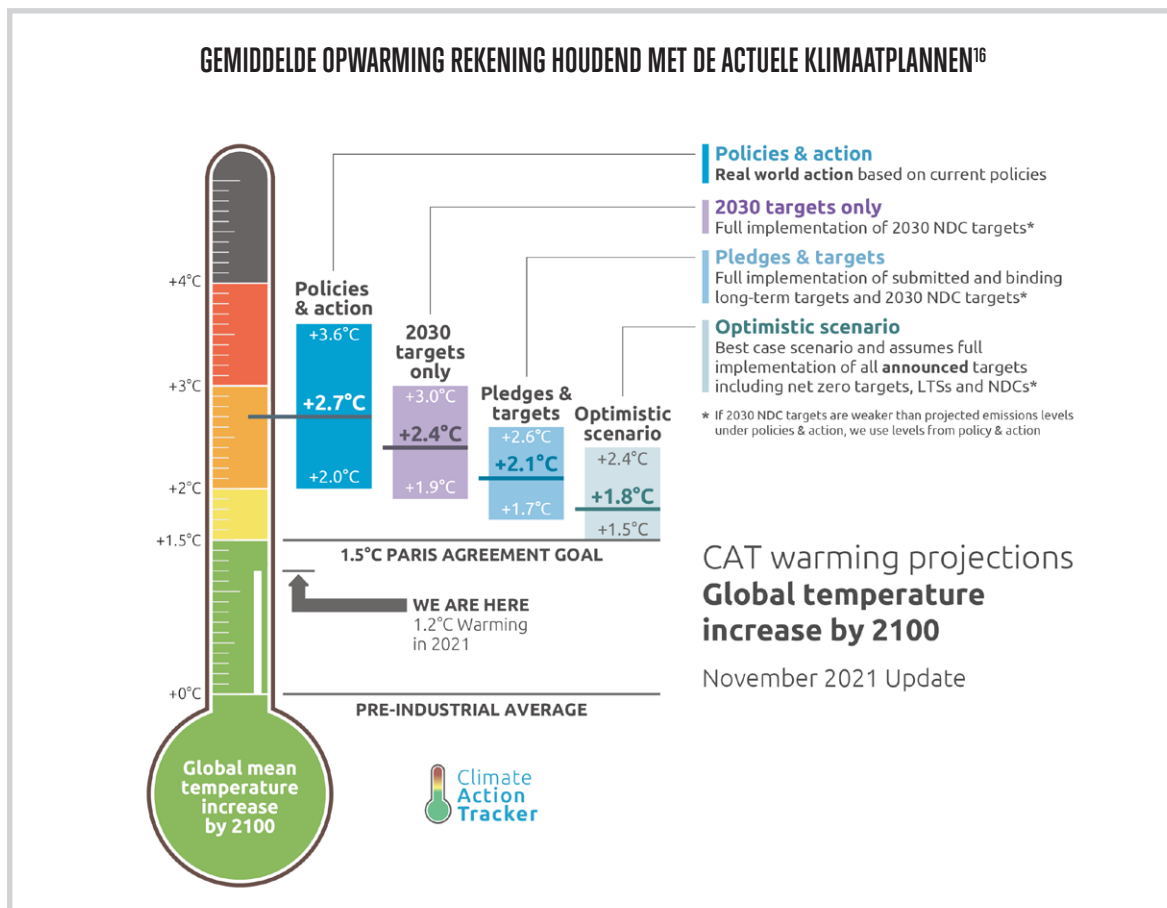 GEMIDDELDE OPWARMING REKENING HOUDEND MET DE ACTUELE KLIMAATPLANNEN¹⁶
Policies & action
Real world action based on current policies
2030 targets only
Full implementation of 2030 NDC targets*
Pledges & targets
Full implementation of submitted and binding
long-term targets and 2030 NDC targets*
Optimistic scenario
Best case scenario and assumes full
implementation of all announced targets
including net zero targets, LTSs and NDCs*
* If 2030 NDC targets are weaker than projected emissions levels
under policies & action, we use levels from policy & action
+4°C
+3°C
+2°C
+1.5°C
+0°C
Policies
& action
+3.6°C
+2.7°C
+2.0°C
2030
targets
only
+3.0°C
+2.4°C
+1.9°C
Pledges &
targets
+2.6°C
+2.1°C
+1.7°C
Optimistic
scenario
+2.4°C
+1.8°C
+1.5°C
1.5°C PARIS AGREEMENT GOAL
WE ARE HERE
1.2°C Warming
in 2021
PRE-INDUSTRIAL AVERAGE
CAT warming projections
Global temperature
increase by 2100
November 2021 Update
Global mean
temperature
increase
by 2100
Climate
Action
Tracker